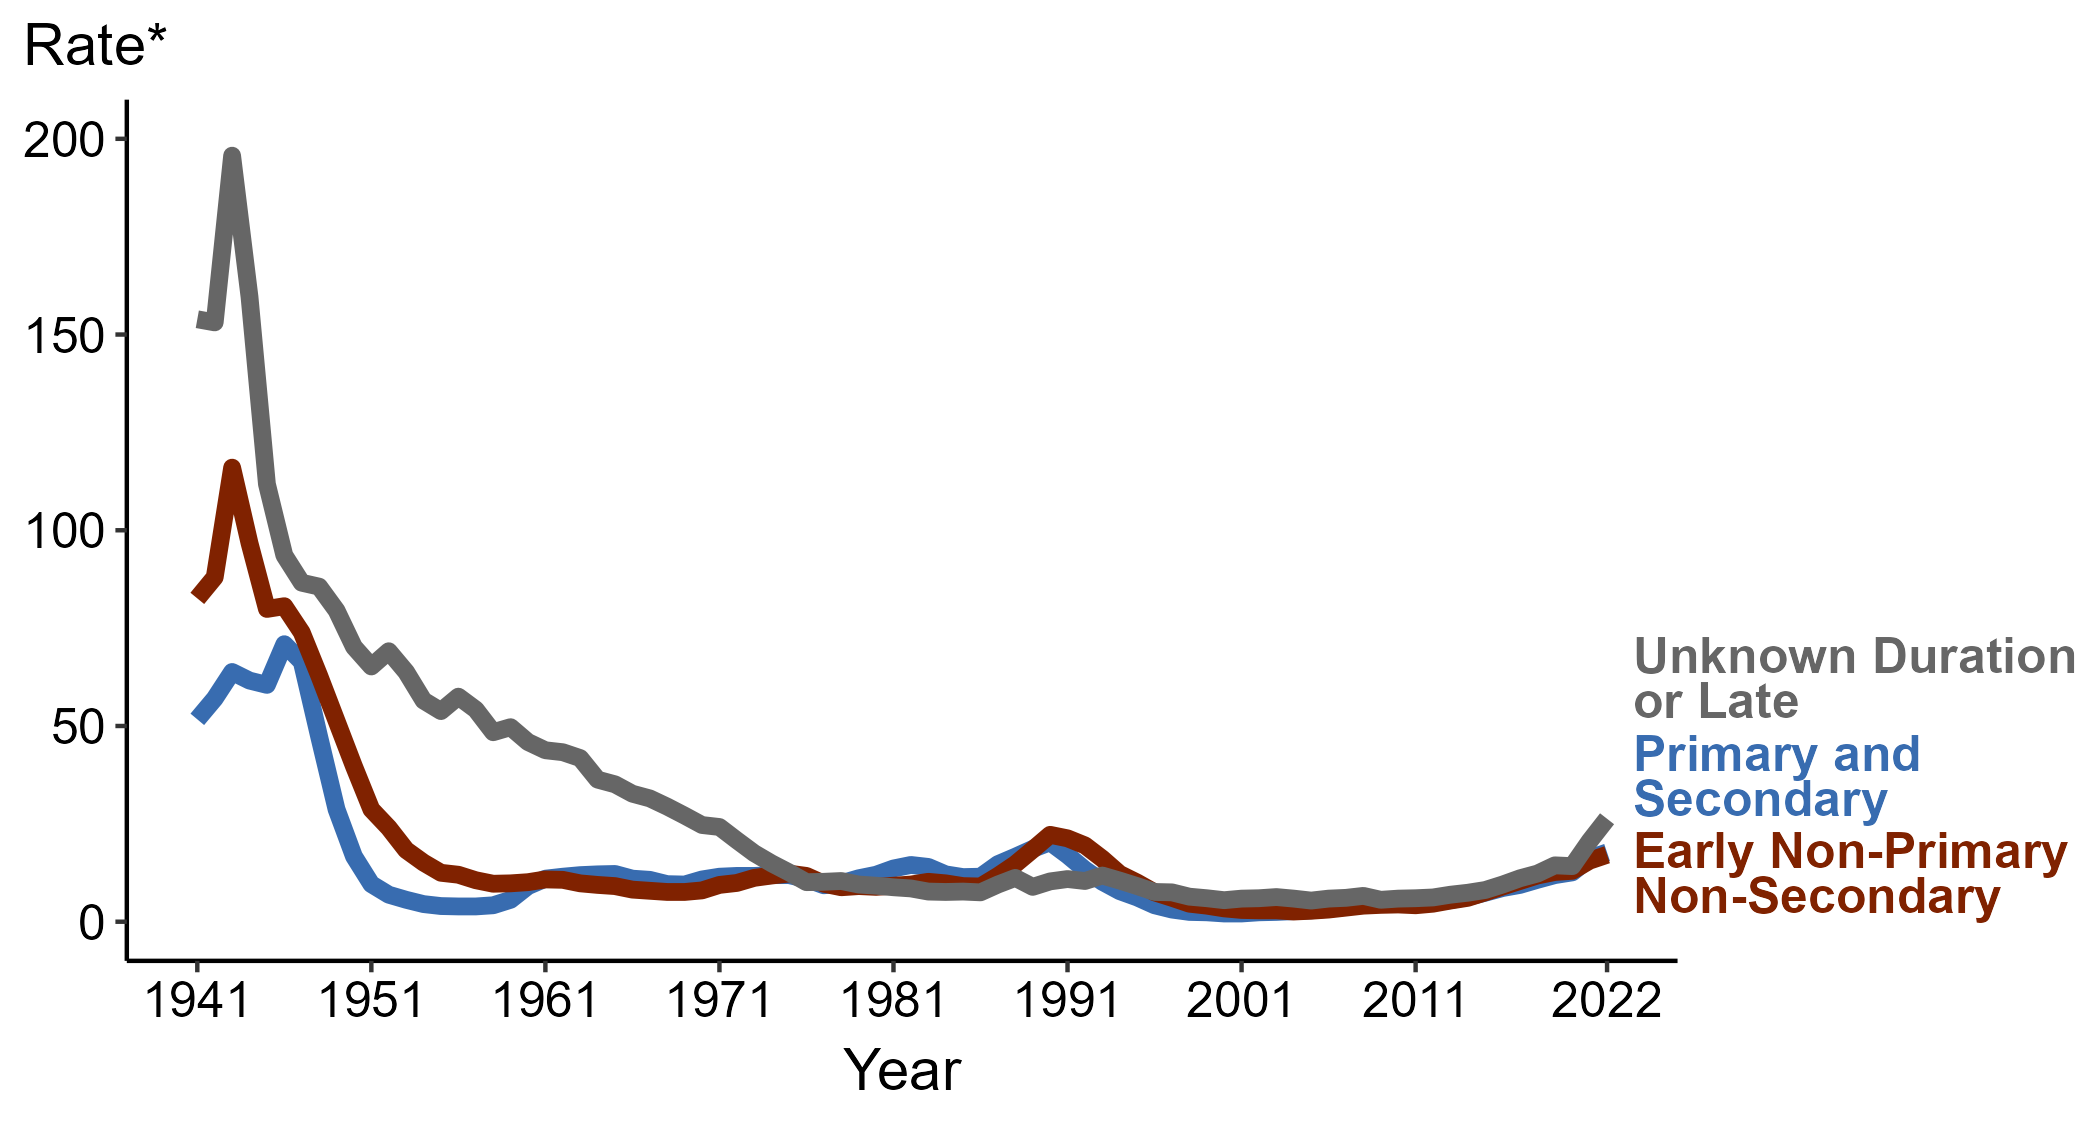 Rate*
200
150
100
50
0
1941 1951 1961 1971 1981 1991 2001 2011 2022
Year
Unknown Duration
or Late
Primary and
Secondary
Early Non-Primary
Non-Secondary